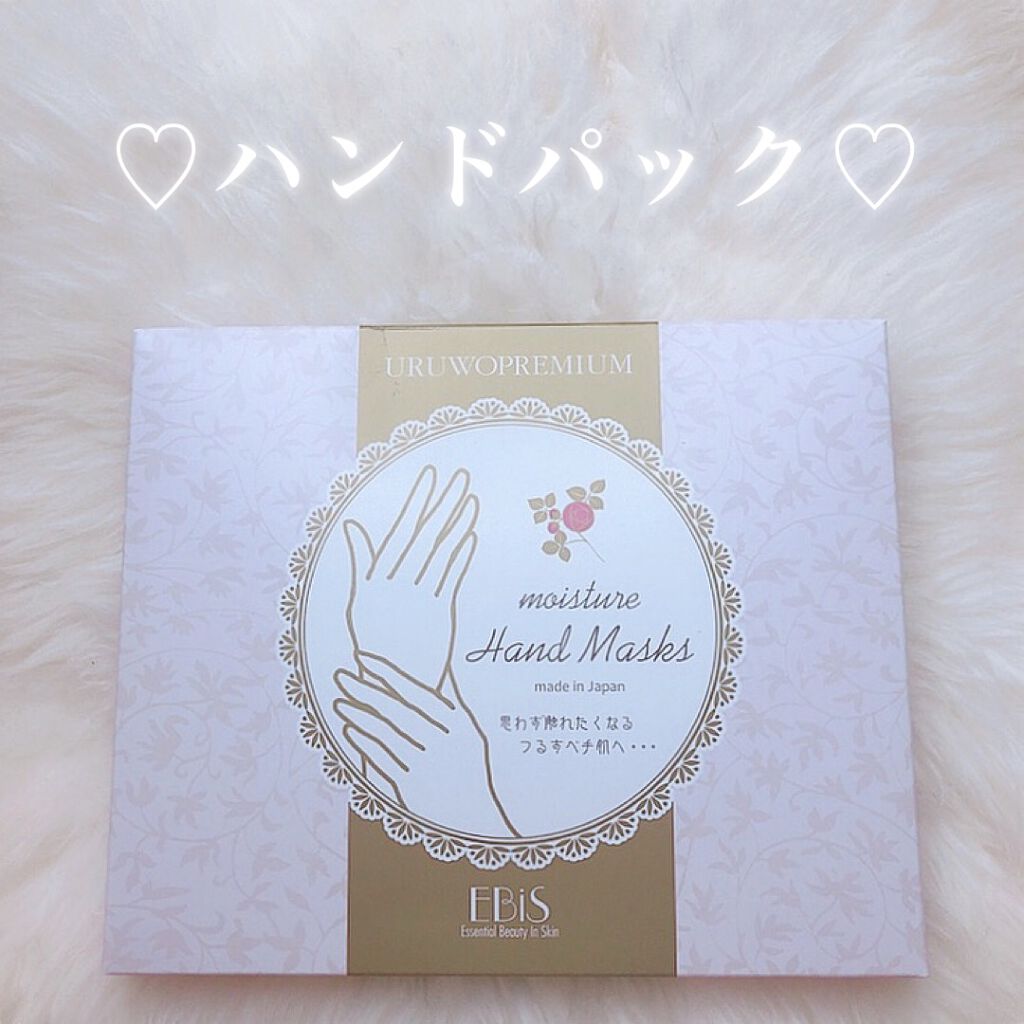 ♡ハンドパック♡
URUWOPREMIUM
moisture
Hand Masks
made in Japan
思わず触れたくなる
つるすべ手肌へ・・・
EBiS
Essential Beauty In Skin